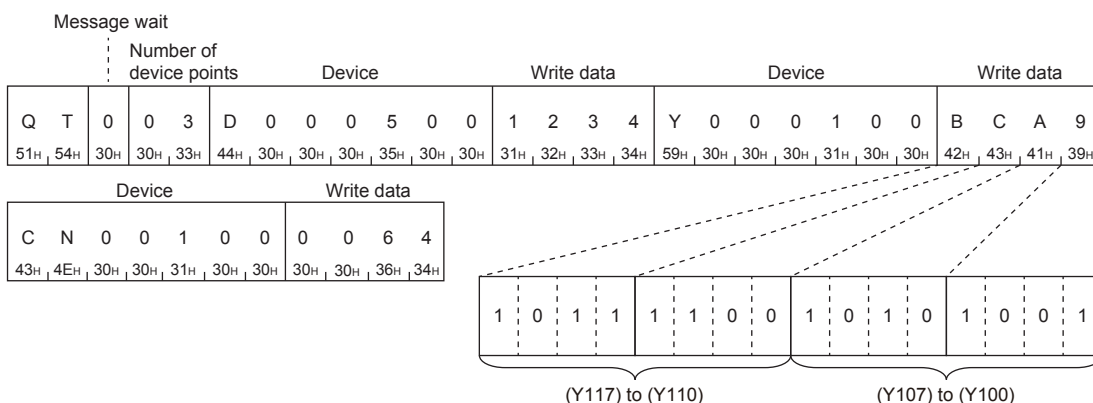 Message wait
Number of
device points Device Write data Device Write data
Q T 0 0 3 D 0 0 0 5 0 0 1 2 3 4 Y 0 0 0 1 0 0 B C A 9
51H 54H 30H 30H 33H 44H 30H 30H 30H 35H 30H 30H 31H 32H 33H 34H 59H 30H 30H 30H 31H 30H 30H 42H 43H 41H 39H
Device Write data
C N 0 0 1 0 0 0 0 6 4
43H 4EH 30H 30H 31H 30H 30H 30H 30H 36H 34H
1 0 1 1 1 1 0 0 1 0 1 0 1 0 0 1
(Y117) to (Y110) (Y107) to (Y100)